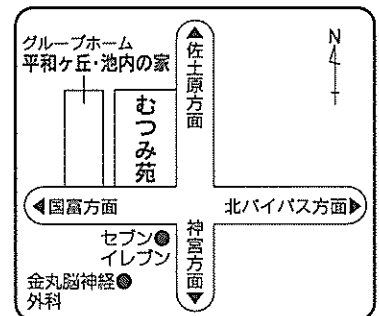 グループホーム
平和ヶ丘・池内の家
むつみ苑
▲佐土原方面
N
◀国富方面
北バイパス方面▶
神宮方面▼
セブン●
イレブン
金丸脳神経●
外科